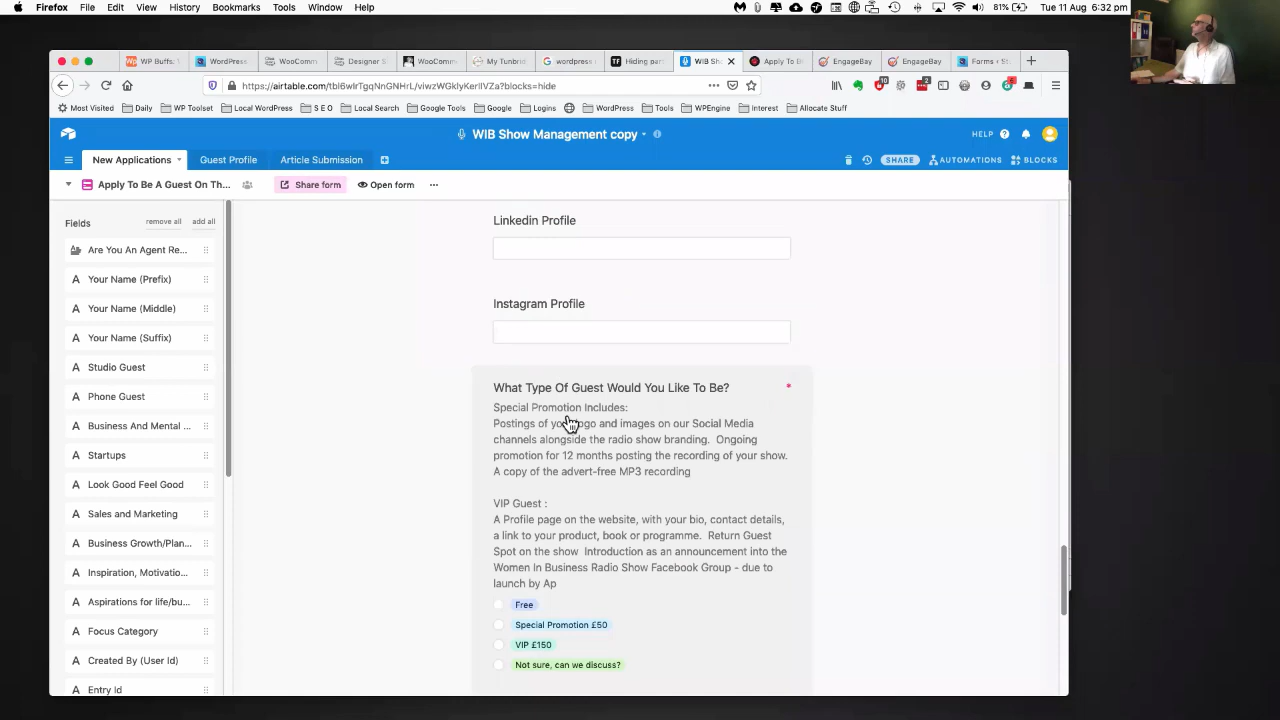 Firefox File Edit View History Bookmarks Tools Window Help 81% Tue 11 Aug 6:32 pm
WP Buffs: WordPress WooComm Designer S WooComm My Tunbrid wordpress Hiding part WIB Sh Apply To B EngageBay EngageBay Forms + St
https://airtable.com/tbl6wIrTgqNnGNHrL/viwzWGklyKerIIVZa?blocks=hide
Most Visited Daily WP Toolset Local WordPress S E O Local Search Google Tools Google Logins WordPress Tools WPEngine Interest Allocate Stuff
WIB Show Management copy HELP
New Applications Guest Profile Article Submission SHARE AUTOMATIONS BLOCKS
Apply To Be A Guest On Th... Share form Open form
Fields remove all add all
Are You An Agent Re...
Your Name (Prefix)
Your Name (Middle)
Your Name (Suffix)
Studio Guest
Phone Guest
Business And Mental ...
Startups
Look Good Feel Good
Sales and Marketing
Business Growth/Plan...
Inspiration, Motivatio...
Aspirations for life/bu...
Focus Category
Created By (User Id)
Entry Id
Linkedin Profile
Instagram Profile
What Type Of Guest Would You Like To Be? *
Special Promotion Includes:
Postings of your logo and images on our Social Media
channels alongside the radio show branding. Ongoing
promotion for 12 months posting the recording of your show.
A copy of the advert-free MP3 recording
VIP Guest :
A Profile page on the website, with your bio, contact details,
a link to your product, book or programme. Return Guest
Spot on the show Introduction as an announcement into the
Women In Business Radio Show Facebook Group - due to
launch by Ap
Free
Special Promotion £50
VIP £150
Not sure, can we discuss?